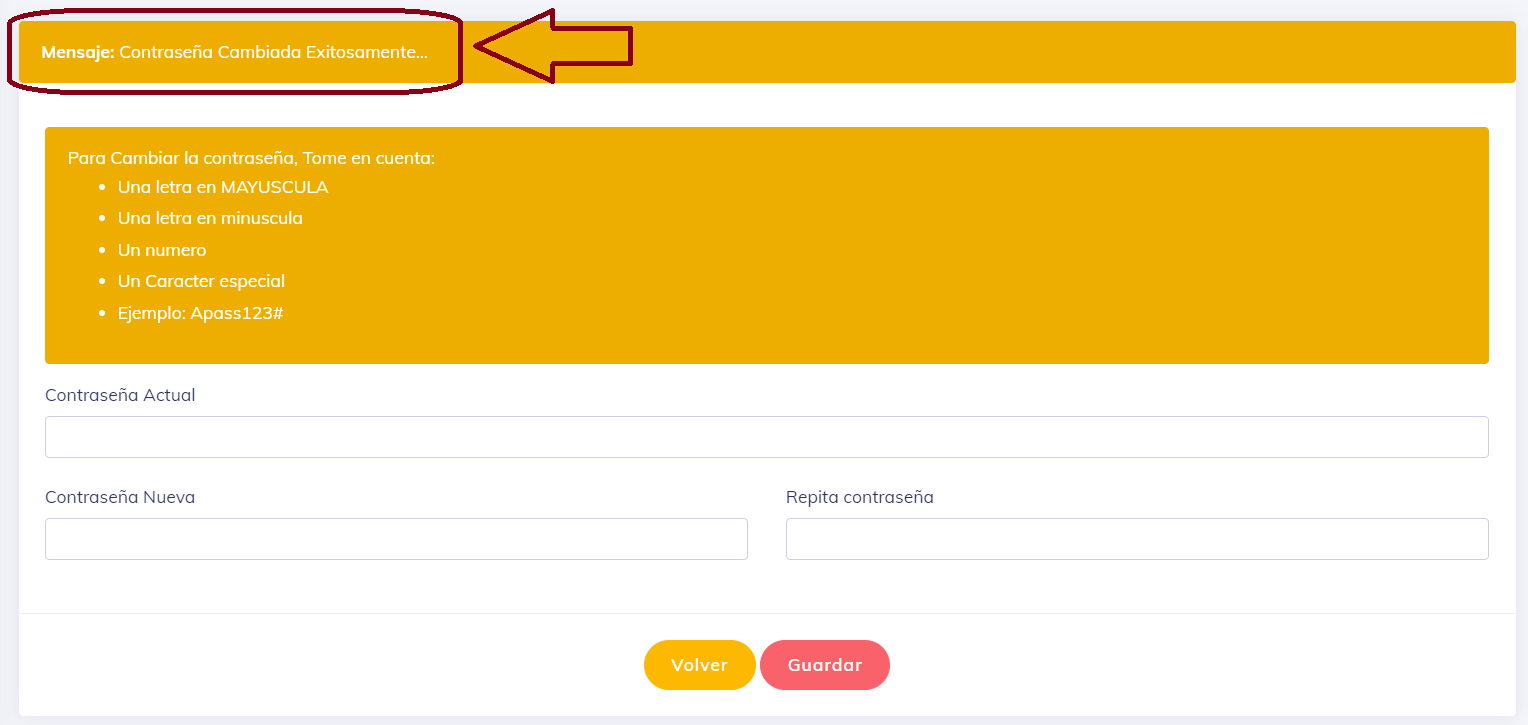 Mensaje: Contraseña Cambiada Exitosamente...
Para Cambiar la contraseña, Tome en cuenta:
• Una letra en MAYUSCULA
• Una letra en minuscula
• Un numero
• Un Caracter especial
• Ejemplo: Apass123#
Contraseña Actual
Contraseña Nueva
Repita contraseña
Volver
Guardar